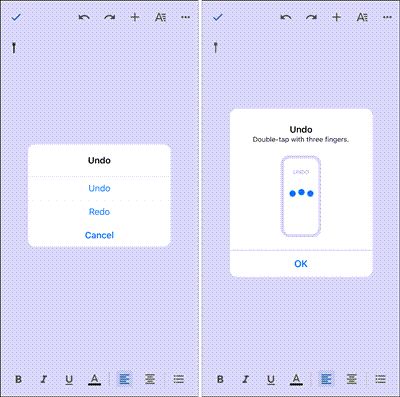 Undo
Undo
Redo
Cancel
B I U A
Undo
Double-tap with three fingers.
UNDO
OK
B I U A